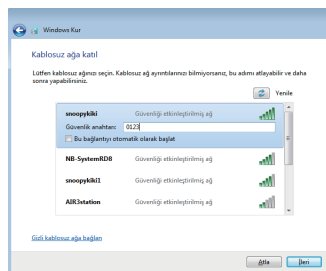 Windows Kur
Kablosuz ağa katıl
Lütfen kablosuz ağınızı seçin. Kablosuz ağ ayrıntılarınızı bilmiyorsanız, bu adımı atlayabilir ve daha
sonra yapabilirsiniz.
Yenile
snoopykiki Güvenliği etkinleştirilmiş ağ
Güvenlik anahtarı: 0123
Bu bağlantıyı otomatik olarak başlat
NB-SystemRD8 Güvenliği etkinleştirilmiş ağ
snoopykiki1 Güvenliği etkinleştirilmiş ağ
AIR3station Güvenliği etkinleştirilmiş ağ
Gizli kablosuz ağa bağlan
Atla İleri